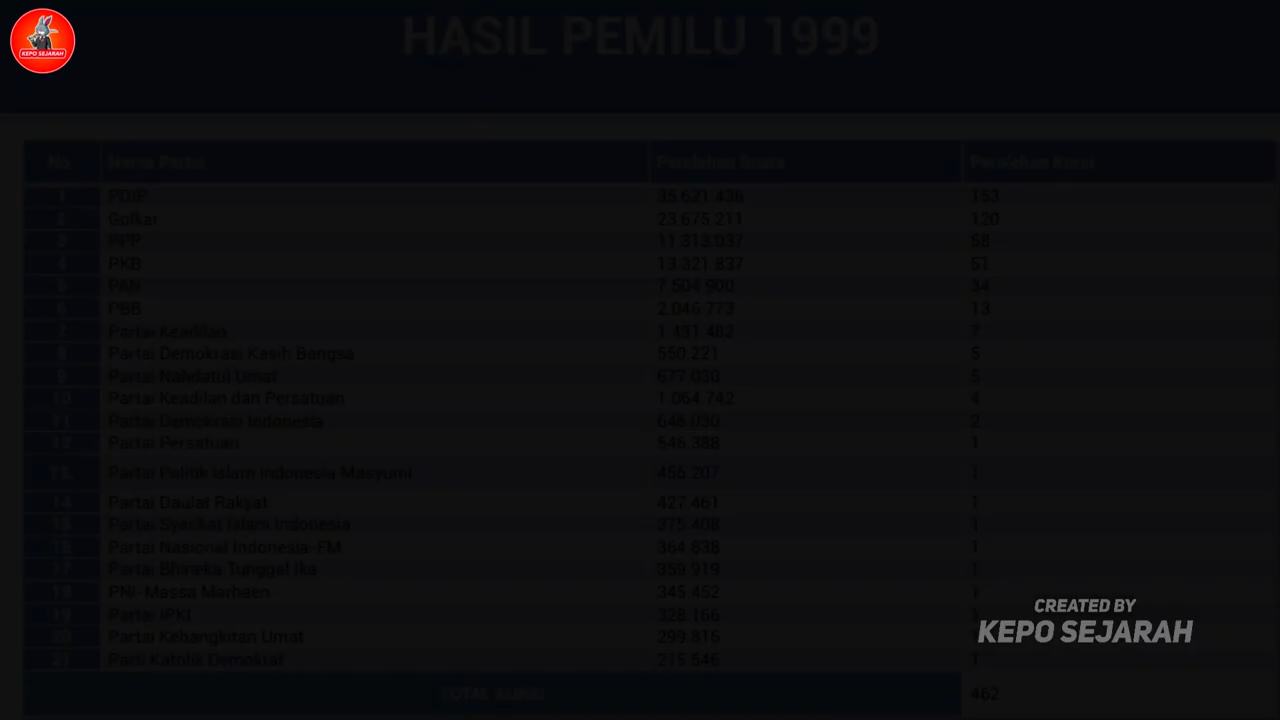 KEPO SEJARAH
HASIL PEMILU 1999
No. Nama Partai Perolehan Suara Perolehan Kursi
1 PDIP 35.621.436 153
2 Golkar 23.675.211 120
3 PPP 11.313.037 58
4 PKB 13.321.837 51
5 PAN 7.504.900 34
6 PBB 2.046.773 13
7 Partai Keadilan 1.431.482 7
8 Partai Demokrasi Kasih Bangsa 550.221 5
9 Partai Nahdatul Umat 677.030 5
10 Partai Keadilan dan Persatuan 1.064.742 4
11 Partai Demokrasi Indonesia 646.030 2
12 Partai Persatuan 546.388 1
13. Partai Politik Islam Indonesia Masyumi 456.207 1
14 Partai Daulat Rakyat 427.461 1
15 Partai Syarikat Islam Indonesia 375.408 1
16 Partai Nasional Indonesia-FM 364.838 1
17 Partai Bhineka Tunggal Ika 359.919 1
18 PNI-Massa Marhaen 345.452 1
19 Partai IPKI 328.166 1
20 Partai Kebangkitan Umat 299.816
21 Parti Katolik Demokrat 215.546 1
TOTAL KURSI 462
CREATED BY
KEPO SEJARAH